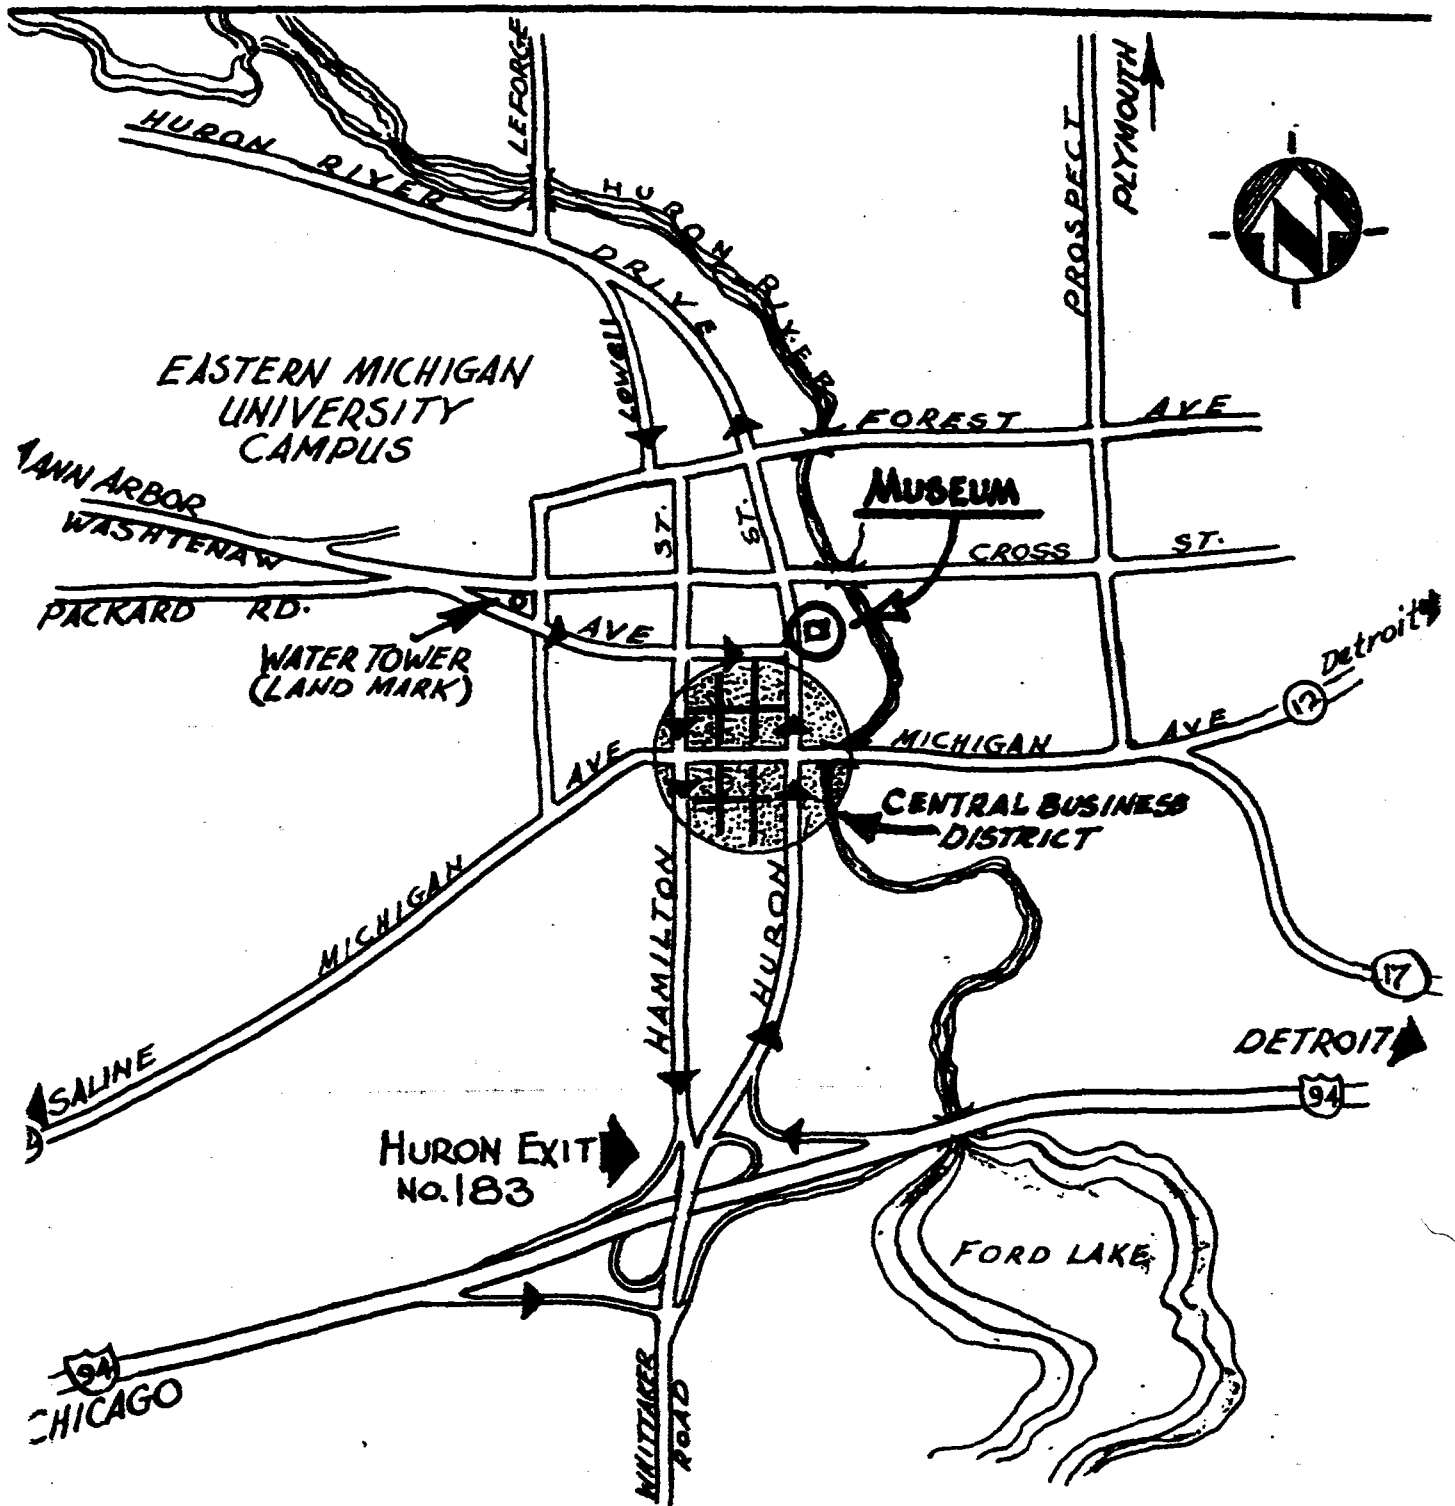 LEFORGE
PLYMOUTH
PROSPECT
HURON RIVER DRIVE
HURON RIVER
N
EASTERN MICHIGAN
UNIVERSITY
CAMPUS
LOWELL
FOREST AVE
ANN ARBOR
WASHTENAW AVE
MUSEUM
ST.
ST.
CROSS ST.
PACKARD RD.
WATER TOWER
(LAND MARK)
Detroit
12
MICHIGAN AVE
MICHIGAN AVE
CENTRAL BUSINESS
DISTRICT
HAMILTON
HURON
17
SALINE
DETROIT
94
HURON EXIT
NO. 183
FORD LAKE
94
CHICAGO
WHITTAKER
ROAD